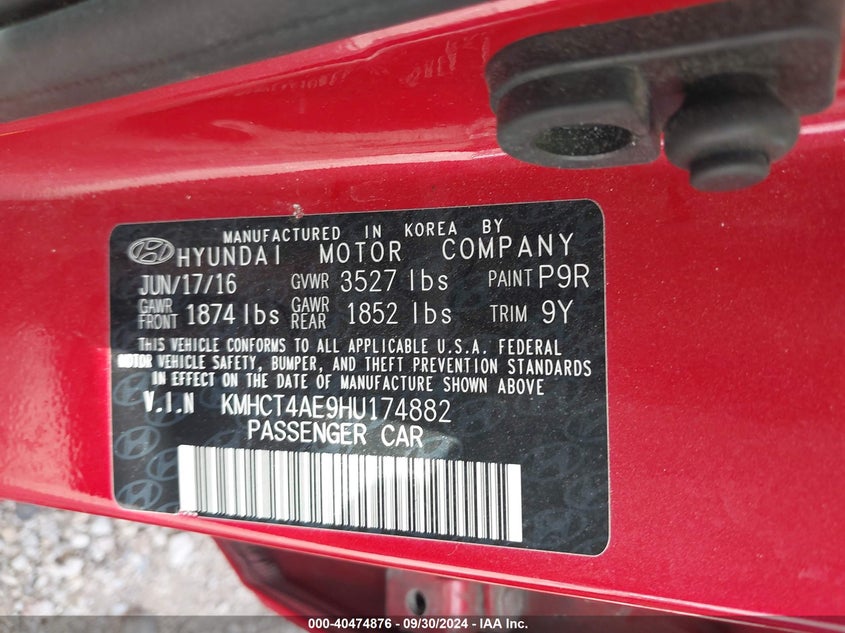 MANUFACTURED IN KOREA BY
HYUNDAI MOTOR COMPANY
JUN/17/16 GVWR 3527 lbs PAINT P9R
GAWR FRONT 1874 lbs GAWR REAR 1852 lbs TRIM 9Y
THIS VEHICLE CONFORMS TO ALL APPLICABLE U.S.A. FEDERAL
MOTOR VEHICLE SAFETY, BUMPER, AND THEFT PREVENTION STANDARDS
IN EFFECT ON THE DATE OF MANUFACTURE SHOWN ABOVE
V.I.N KMHCT4AE9HU174882
PASSENGER CAR
000-40474876 - 09/30/2024 - IAA Inc.